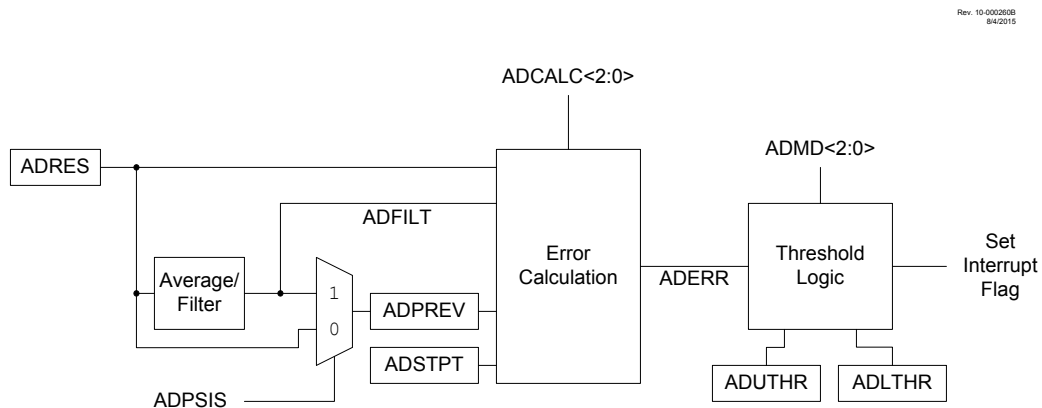 Rev. 10-000260B
8/4/2015
ADCALC<2:0>
ADMD<2:0>
ADRES
ADFILT
Error
Calculation
Threshold
Logic
Set
Interrupt
Flag
ADERR
Average/
Filter
1
0
ADPREV
ADSTPT
ADUTHR
ADLTHR
ADPSIS